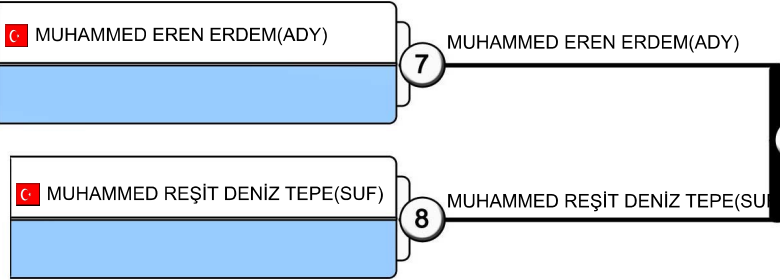 MUHAMMED EREN ERDEM(ADY)
7
MUHAMMED EREN ERDEM(ADY)
MUHAMMED REŞİT DENİZ TEPE(SUF)
8
MUHAMMED REŞİT DENİZ TEPE(SU